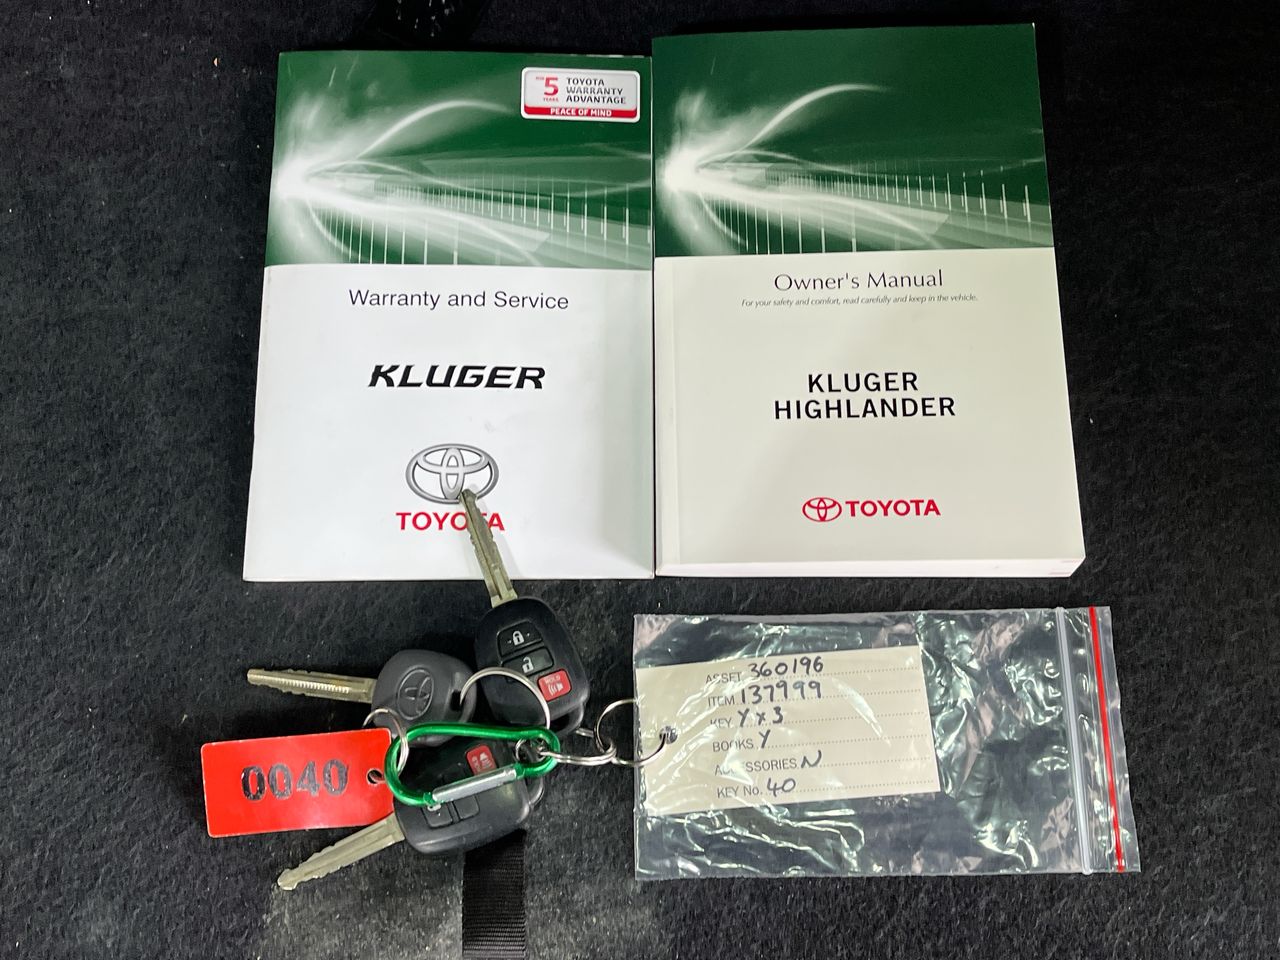 5
YEARS
TOYOTA
WARRANTY
ADVANTAGE
PEACE OF MIND
Warranty and Service
KLUGER
TOYOTA
Owner's Manual
For your safety and comfort, read carefully and keep in the vehicle.
KLUGER
HIGHLANDER
TOYOTA
HOLD
0040
ASSET 360196
ITEM 137999
KEY Y x 3
BOOKS Y
ACCESSORIES N
KEY No. 40